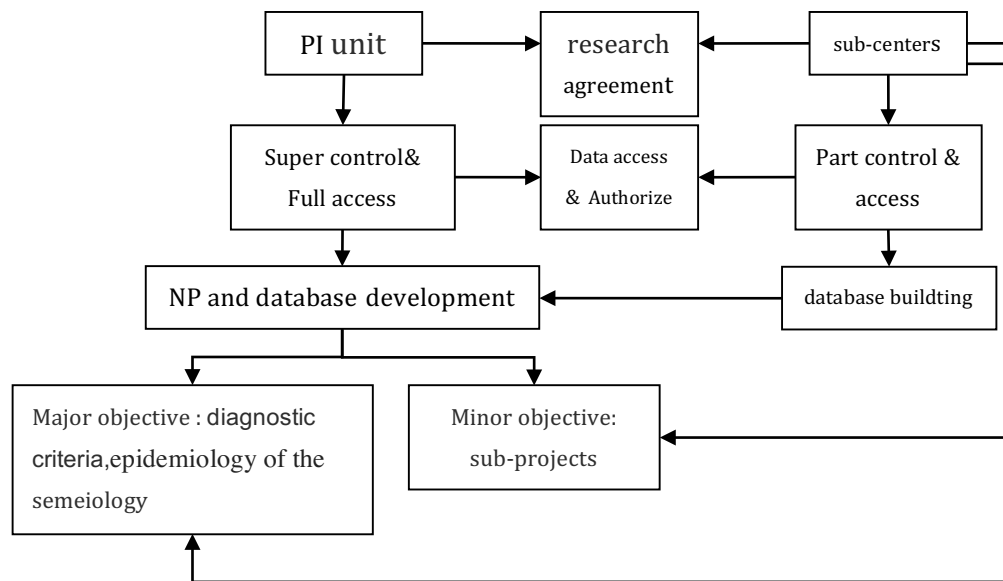 PI unit
research
agreement
sub-centers
Super control&
Full access
Data access
& Authorize
Part control &
access
NP and database development
database buildting
Major objective : diagnostic
criteria,epidemiology of the
semeiology
Minor objective:
sub-projects